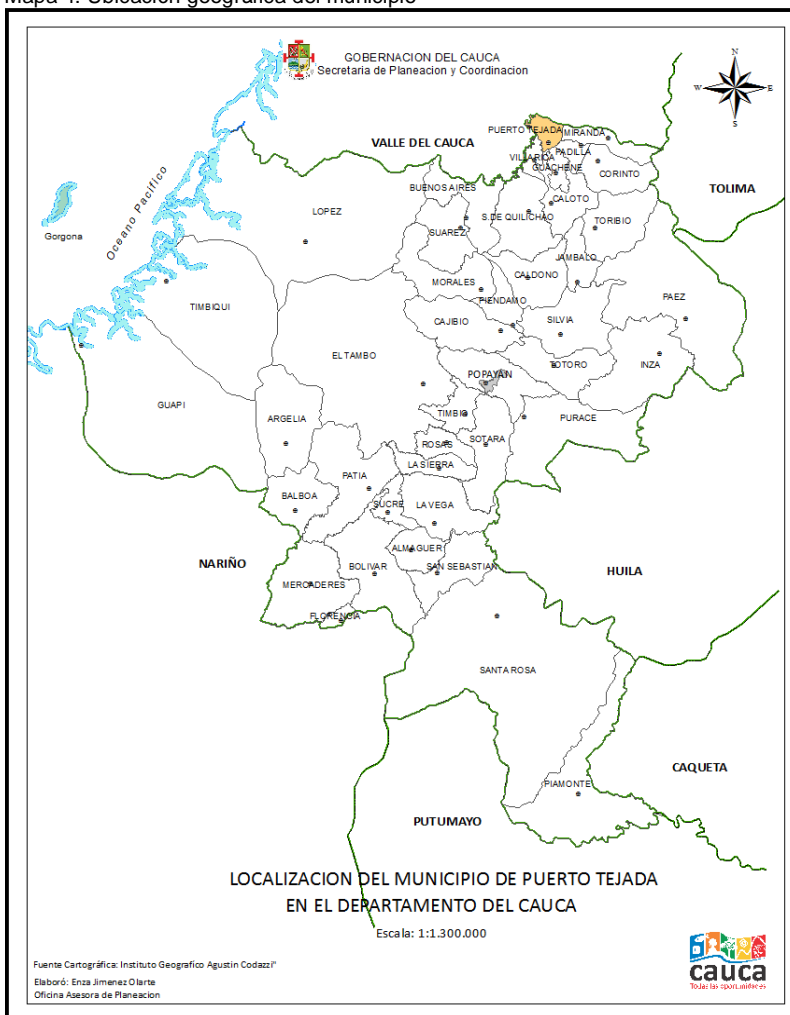 Mapa 4. Ubicación geográfica del municipio
GOBERNACION DEL CAUCA
Secretaria de Planeacion y Coordinacion
N
W
E
S
VALLE DEL CAUCA
PUERTO TEJADA
MIRANDA
PADILLA
VILLARICA
GUACHENE
CORINTO
TOLIMA
BUENOS AIRES
CALOTO
LOPEZ
S.DE QUILICHAO
TORIBIO
SUAREZ
Oceano Pacifico
Gorgona
JAMBALO
CALDONO
MORALES
PIENDAMO
PAEZ
TIMBIQUI
CAJIBIO
SILVIA
EL TAMBO
TOTORO
INZA
POPAYAN
GUAPI
TIMBIO
PURACE
ARGELIA
ROSAS
SOTARA
LA SIERRA
PATIA
BALBOA
SUCRE
LA VEGA
ALMAGUER
NARIÑO
BOLIVAR
SAN SEBASTIAN
HUILA
MERCADERES
FLORENCIA
SANTA ROSA
CAQUETA
PIAMONTE
PUTUMAYO
LOCALIZACION DEL MUNICIPIO DE PUERTO TEJADA
EN EL DEPARTAMENTO DEL CAUCA
Escala: 1:1.300.000
Fuente Cartográfica: Instituto Geografico Agustin Codazzi"
Elaboró: Enza Jimenez Olarte
Oficina Asesora de Planeacion
cauca
Todas las oportunidades